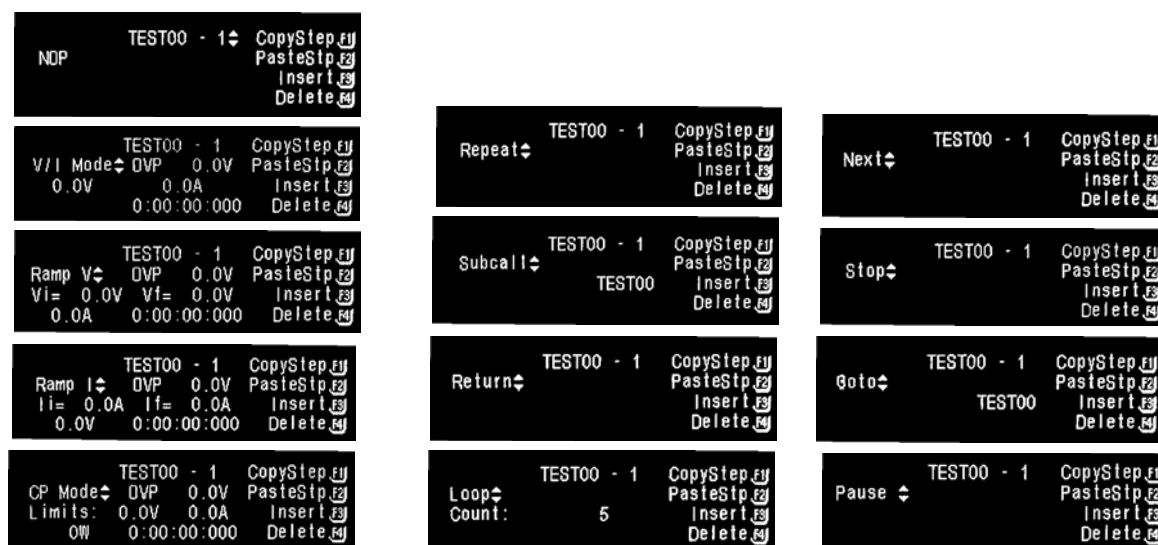 TEST00 - 1 CopyStep F1
NOP PasteStp F2
Insert F3
Delete F4
TEST00 - 1 CopyStep F1
V/I Mode OVP 0.0V PasteStp F2
0.0V 0.0A Insert F3
0:00:00:000 Delete F4
TEST00 - 1 CopyStep F1
Ramp V OVP 0.0V PasteStp F2
Vi= 0.0V Vf= 0.0V Insert F3
0.0A 0:00:00:000 Delete F4
TEST00 - 1 CopyStep F1
Ramp I OVP 0.0V PasteStp F2
Ii= 0.0A If= 0.0A Insert F3
0.0V 0:00:00:000 Delete F4
TEST00 - 1 CopyStep F1
CP Mode OVP 0.0V PasteStp F2
Limits: 0.0V 0.0A Insert F3
0W 0:00:00:000 Delete F4
TEST00 - 1 CopyStep F1
Repeat PasteStp F2
Insert F3
Delete F4
TEST00 - 1 CopyStep F1
Subcall PasteStp F2
TEST00 Insert F3
Delete F4
TEST00 - 1 CopyStep F1
Return PasteStp F2
Insert F3
Delete F4
TEST00 - 1 CopyStep F1
Loop PasteStp F2
Count: 5 Insert F3
Delete F4
TEST00 - 1 CopyStep F1
Next PasteStp F2
Insert F3
Delete F4
TEST00 - 1 CopyStep F1
Stop PasteStp F2
Insert F3
Delete F4
TEST00 - 1 CopyStep F1
Goto PasteStp F2
TEST00 Insert F3
Delete F4
TEST00 - 1 CopyStep F1
Pause PasteStp F2
Insert F3
Delete F4